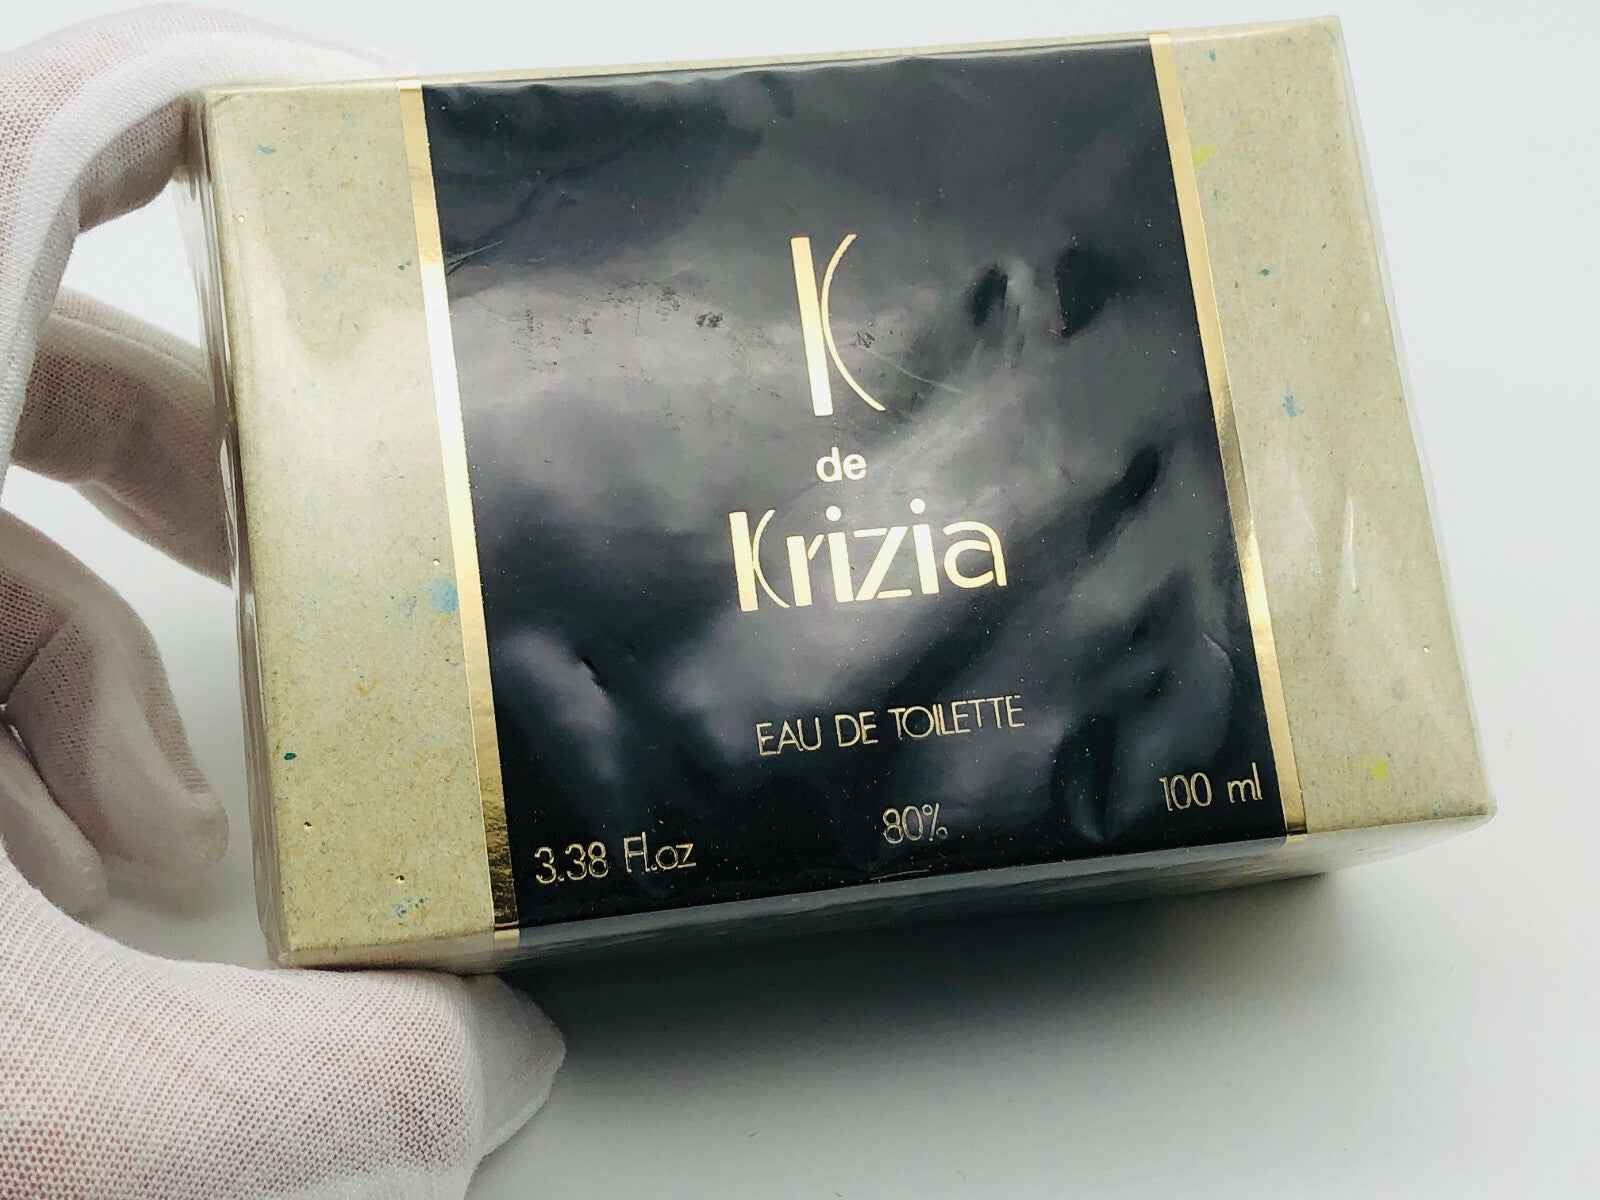 K
de
Krizia
EAU DE TOILETTE
3.38 Fl.oz
80%
100 ml